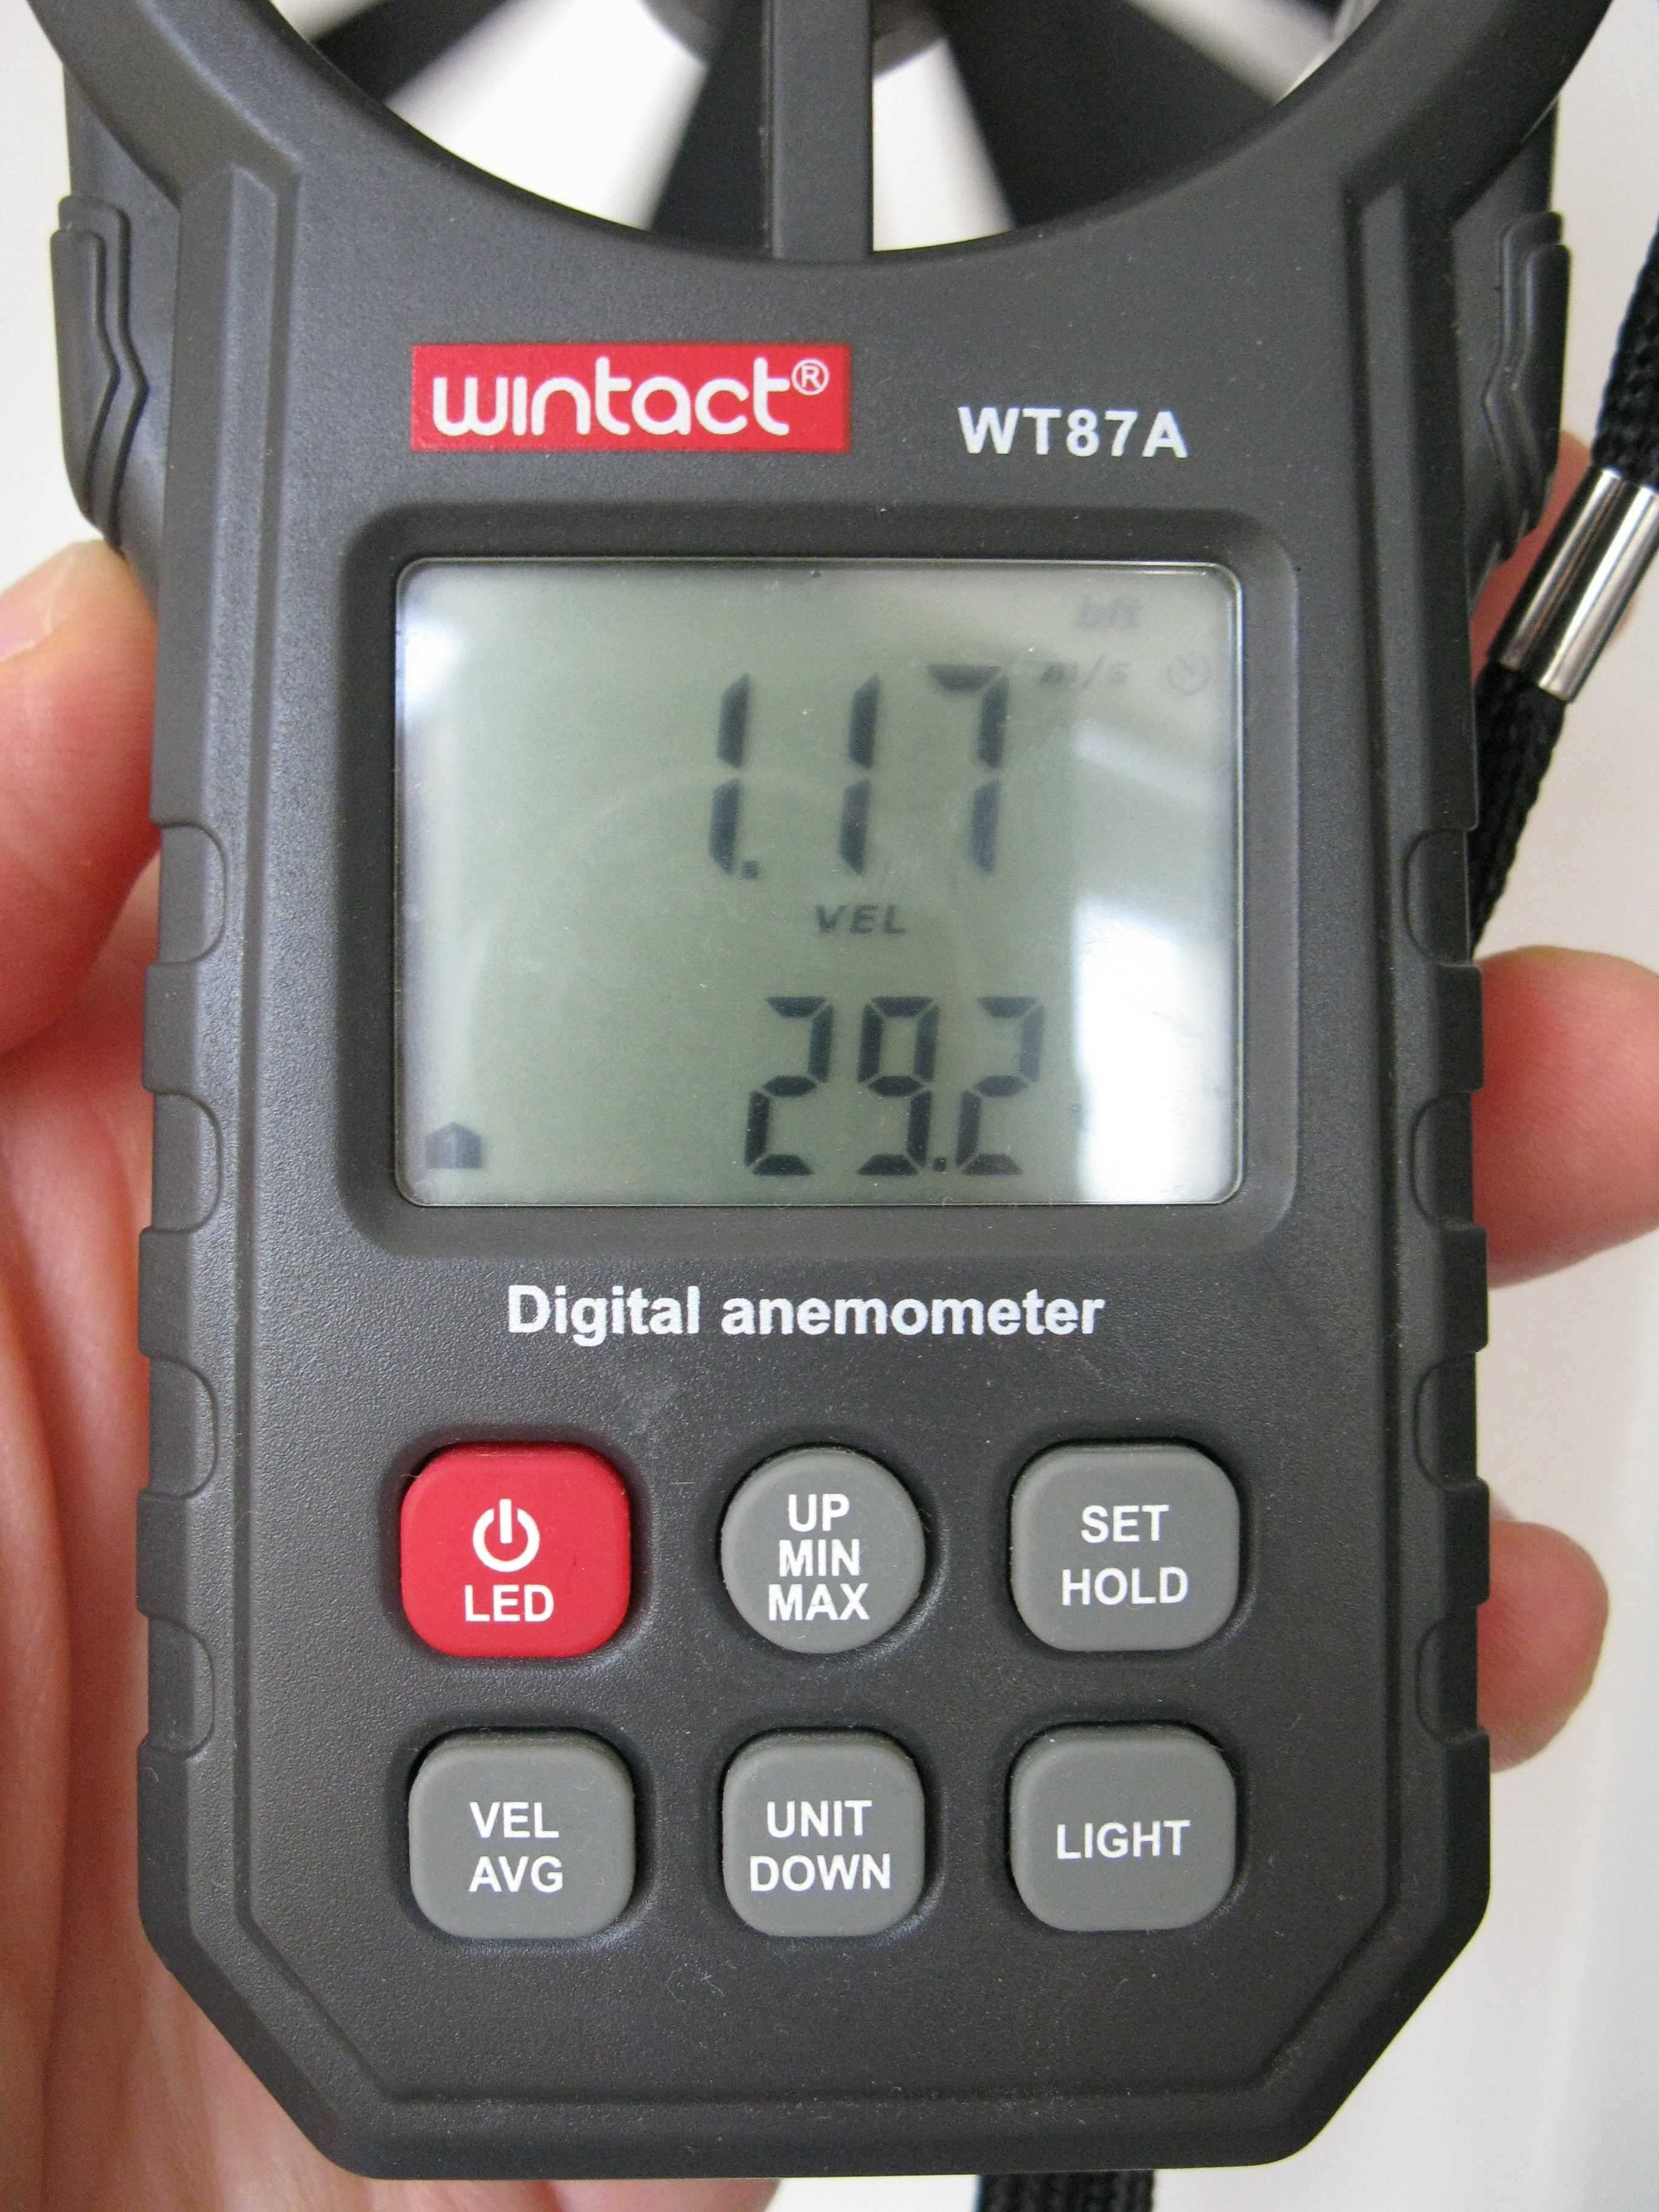 wintact®
WT87A
bft
1.17 m/s
VEL
29.2
Digital anemometer
LED
UP
MIN
MAX
SET
HOLD
VEL
AVG
UNIT
DOWN
LIGHT